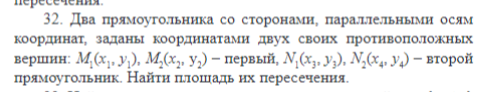 пересечения.
32. Два прямоугольника со сторонами, параллельными осям
координат, заданы координатами двух своих противоположных
вершин: M₁(x₁, y₁), M₂(x₂, y₂) – первый, N₁(x₃, y₃), N₂(x₄, y₄) – второй
прямоугольник. Найти площадь их пересечения.